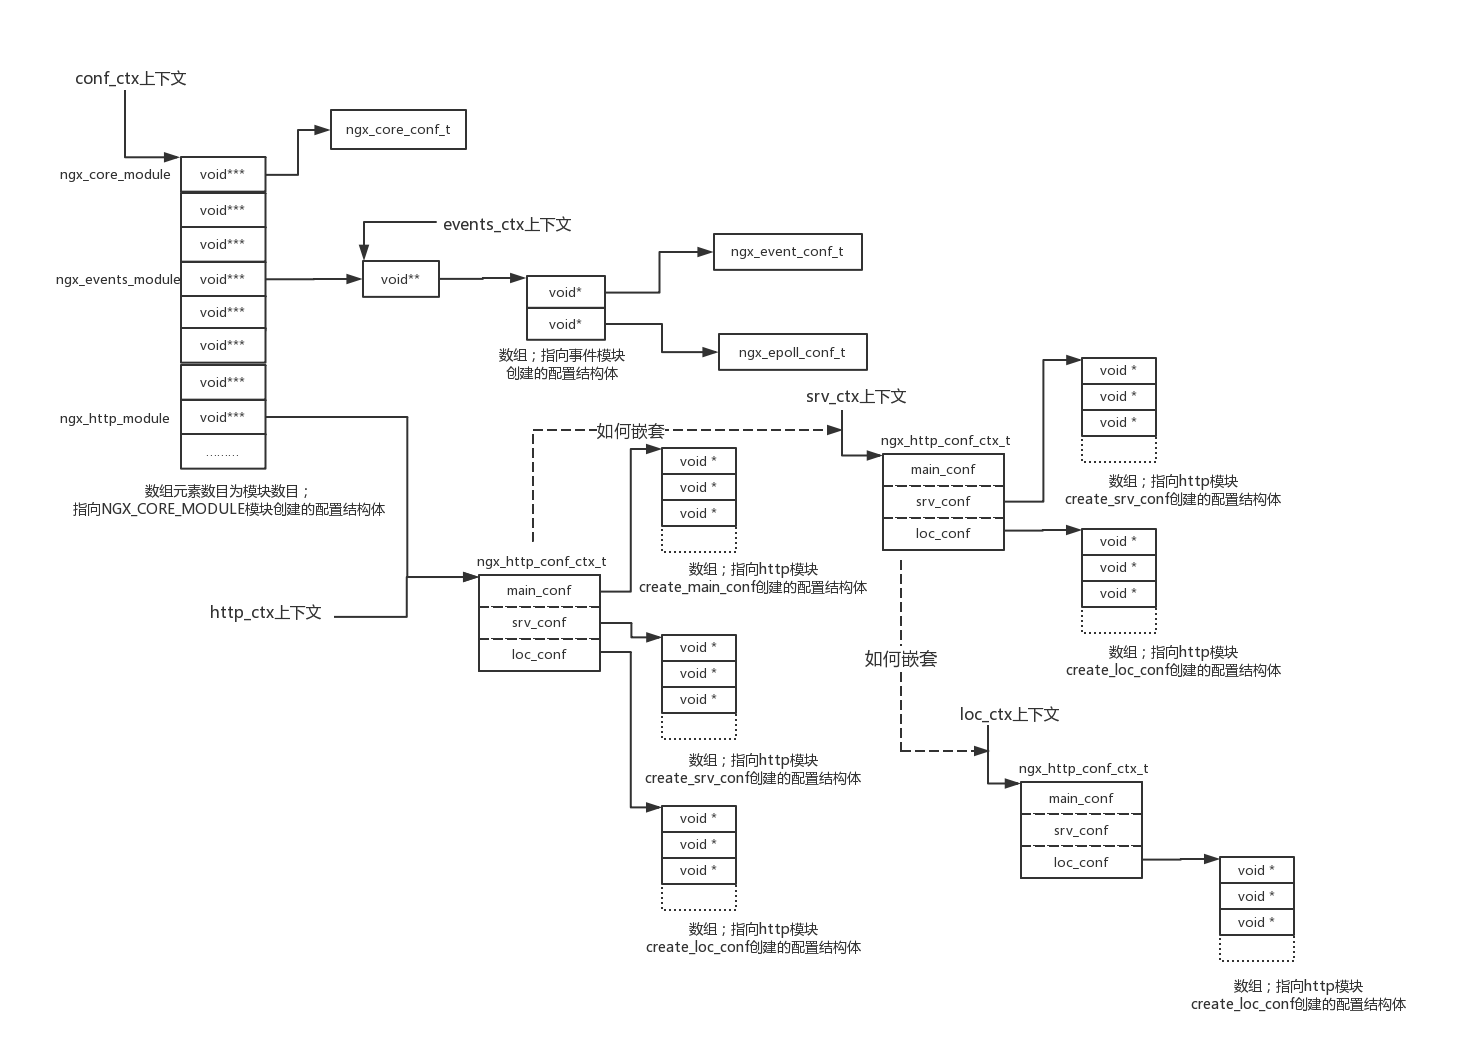 conf_ctx上下文
ngx_core_conf_t
ngx_core_module
void***
void***
void***
ngx_events_module
void***
void***
void***
void***
ngx_http_module
void***
………
数组元素数目为模块数目；
指向NGX_CORE_MODULE模块创建的配置结构体
events_ctx上下文
void**
void*
void*
数组；指向事件模块
创建的配置结构体
ngx_event_conf_t
ngx_epoll_conf_t
http_ctx上下文
ngx_http_conf_ctx_t
main_conf
srv_conf
loc_conf
如何嵌套
void *
void *
void *
数组；指向http模块
create_main_conf创建的配置结构体
void *
void *
void *
数组；指向http模块
create_srv_conf创建的配置结构体
void *
void *
void *
数组；指向http模块
create_loc_conf创建的配置结构体
srv_ctx上下文
ngx_http_conf_ctx_t
main_conf
srv_conf
loc_conf
void *
void *
void *
数组；指向http模块
create_srv_conf创建的配置结构体
void *
void *
void *
数组；指向http模块
create_loc_conf创建的配置结构体
如何嵌套
loc_ctx上下文
ngx_http_conf_ctx_t
main_conf
srv_conf
loc_conf
void *
void *
void *
数组；指向http模块
create_loc_conf创建的配置结构体